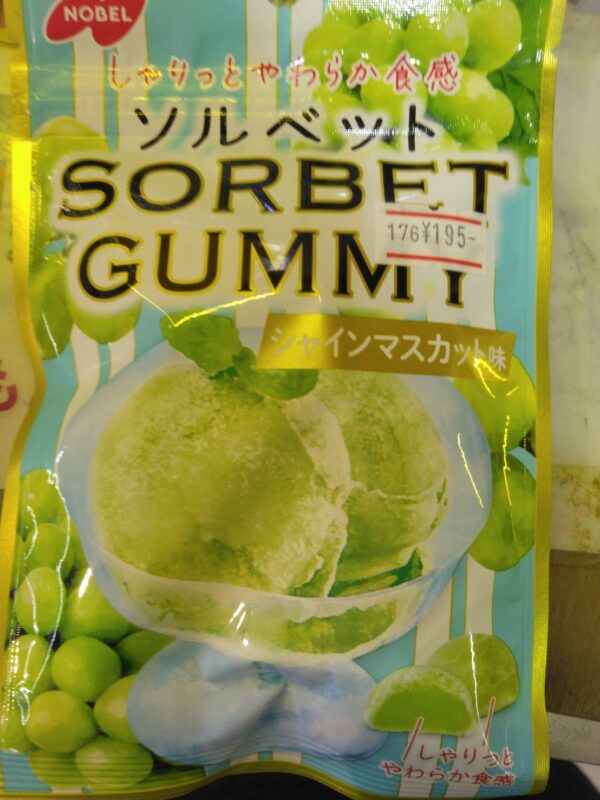 NOBEL
しゃりっとやわらか食感
ソルベット
SORBET
176¥195-
GUMMY
シャインマスカット味
しゃりっと
やわらか食感